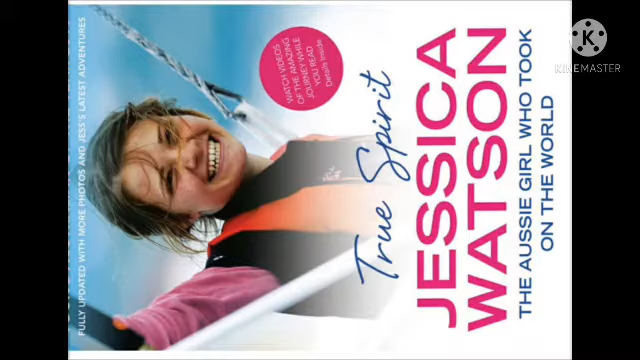 FULLY UPDATED WITH MORE PHOTOS AND JESS'S LATEST ADVENTURES
WATCH VIDEOS
OF THE AMAZING
JOURNEY WHILE
YOU READ
Details inside
True Spirit
JESSICA
WATSON
THE AUSSIE GIRL WHO TOOK
ON THE WORLD
KINEMASTER